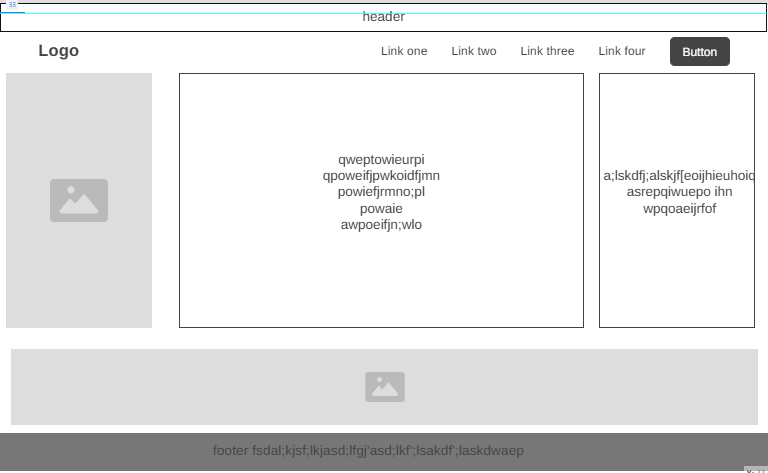 header
Logo
Link one
Link two
Link three
Link four
Button
qweptowieurpi
qpoweifjpwkoidfjmn
powiefjrmno;pl
powaie
awpoeifjn;wlo
a;lskdfj;alskjf[eoijhieuhoiq
asrepqiwuepo ihn
wpqoaeijrfof
footer fsdal;kjsf;lkjasd;lfgj'asd;lkf';lsakdf';laskdwaep